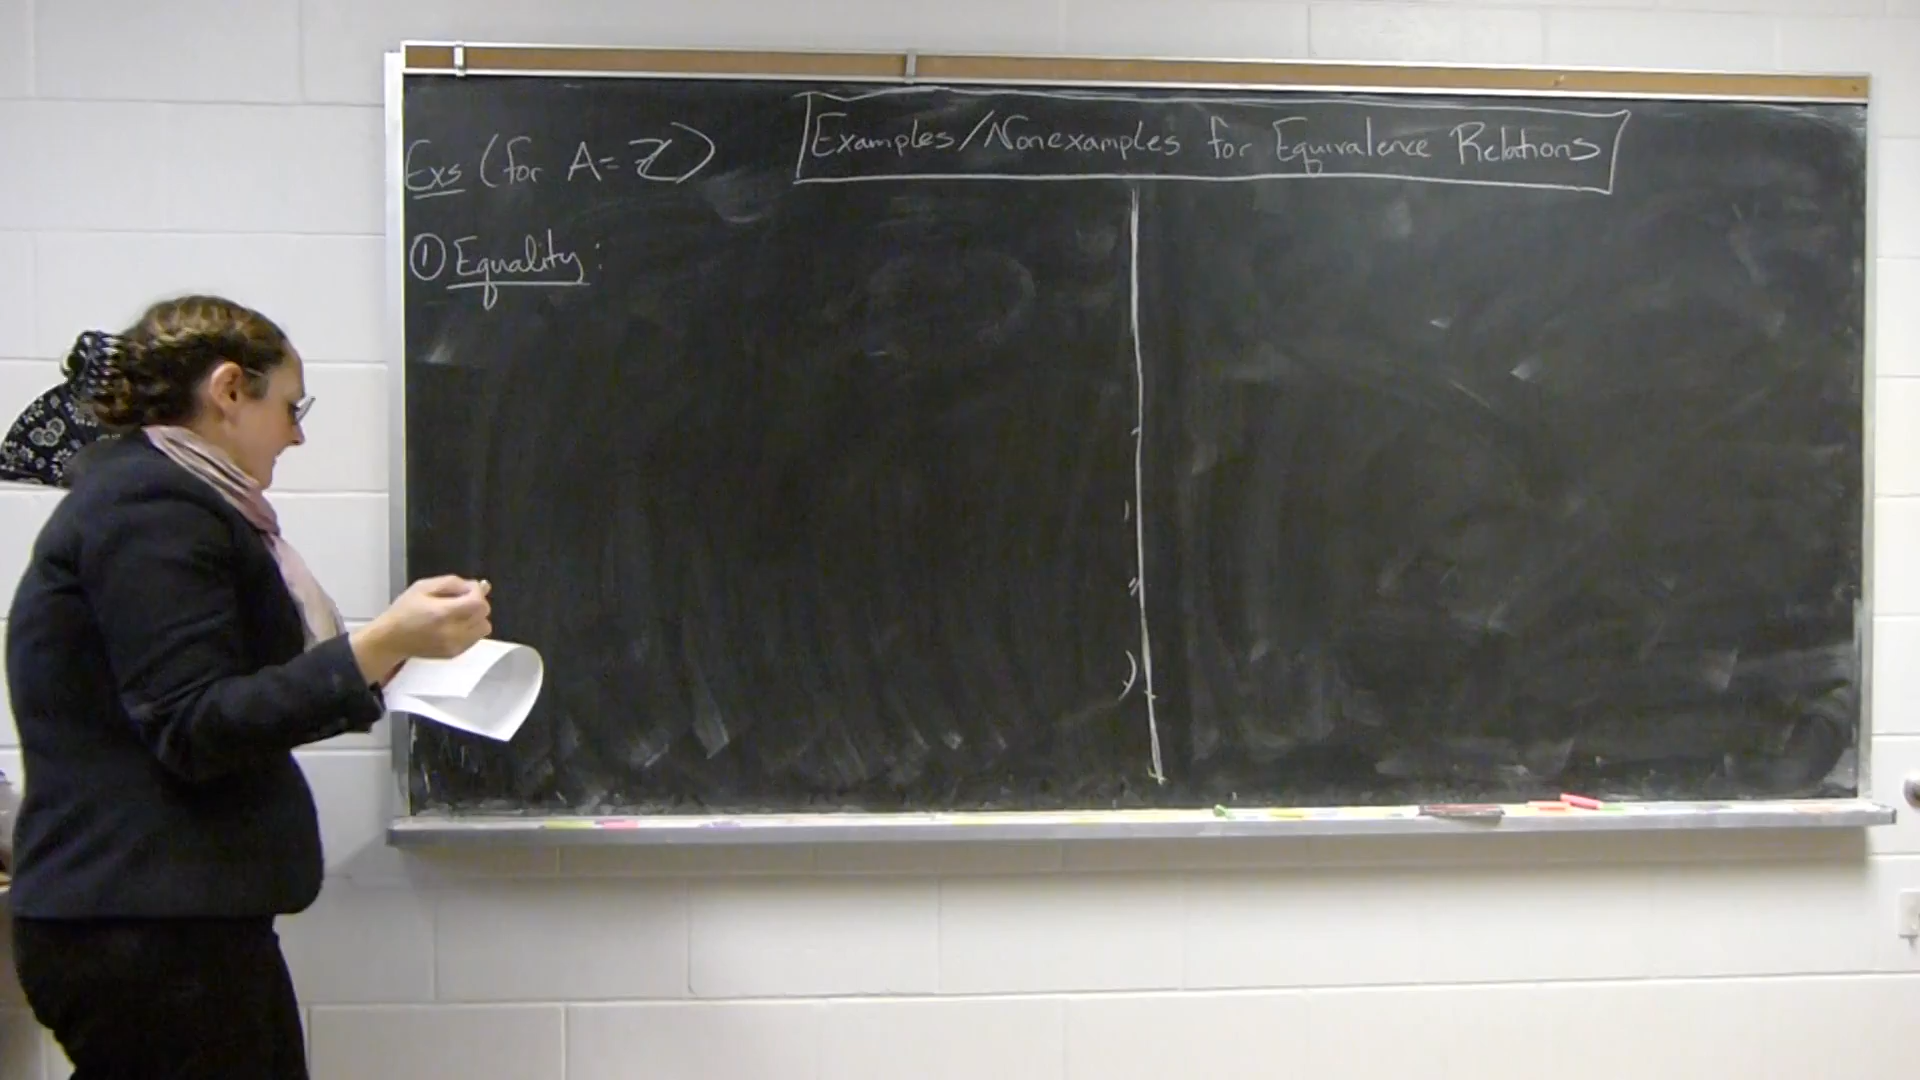 Examples/Nonexamples for Equivalence Relations
Exs (for A = ℤ)
① Equality: